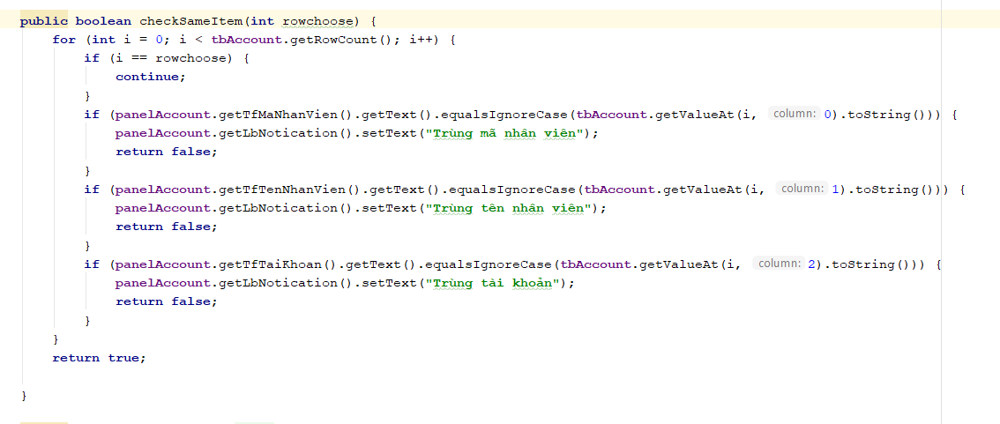 public boolean checkSameItem(int rowchoose) {
for (int i = 0; i < tbAccount.getRowCount(); i++) {
if (i == rowchoose) {
continue;
}
if (panelAccount.getTfMaNhanVien().getText().equalsIgnoreCase(tbAccount.getValueAt(i, column: 0).toString())) {
panelAccount.getLbNotication().setText("Trùng mã nhân viên");
return false;
}
if (panelAccount.getTfTenNhanVien().getText().equalsIgnoreCase(tbAccount.getValueAt(i, column: 1).toString())) {
panelAccount.getLbNotication().setText("Trùng tên nhân viên");
return false;
}
if (panelAccount.getTfTaiKhoan().getText().equalsIgnoreCase(tbAccount.getValueAt(i, column: 2).toString())) {
panelAccount.getLbNotication().setText("Trùng tài khoản");
return false;
}
}
return true;
}